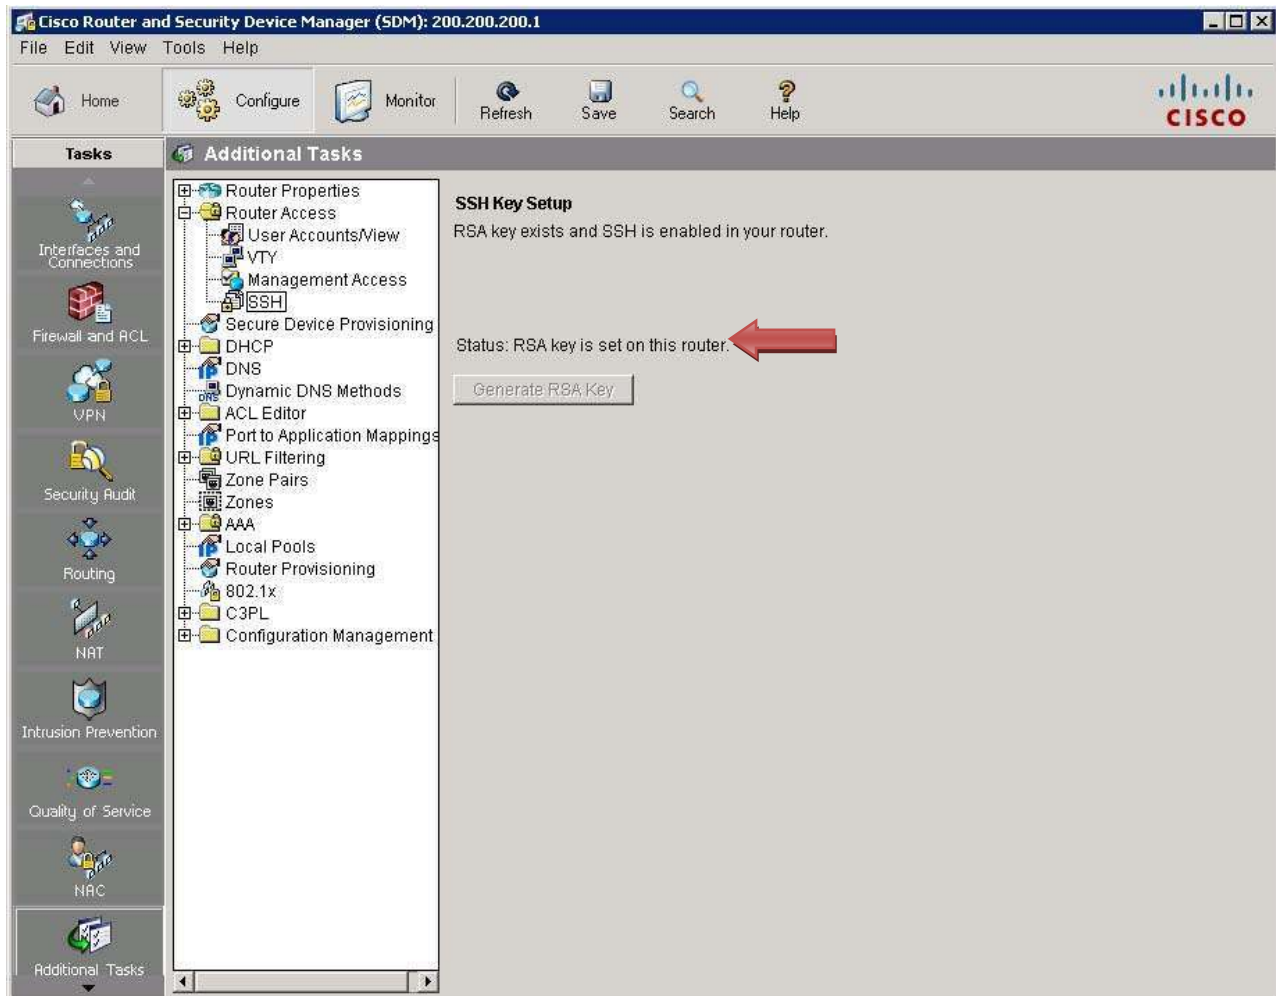 Cisco Router and Security Device Manager (SDM): 200.200.200.1
File Edit View Tools Help
Home Configure Monitor Refresh Save Search Help
CISCO
Tasks
Additional Tasks
Interfaces and
Connections
Firewall and ACL
VPN
Security Audit
Routing
NAT
Intrusion Prevention
Quality of Service
NAC
Additional Tasks
Router Properties
Router Access
User Accounts/View
VTY
Management Access
SSH
Secure Device Provisioning
DHCP
DNS
Dynamic DNS Methods
ACL Editor
Port to Application Mappings
URL Filtering
Zone Pairs
Zones
AAA
Local Pools
Router Provisioning
802.1x
C3PL
Configuration Management
SSH Key Setup
RSA key exists and SSH is enabled in your router.
Status: RSA key is set on this router.
Generate RSA Key